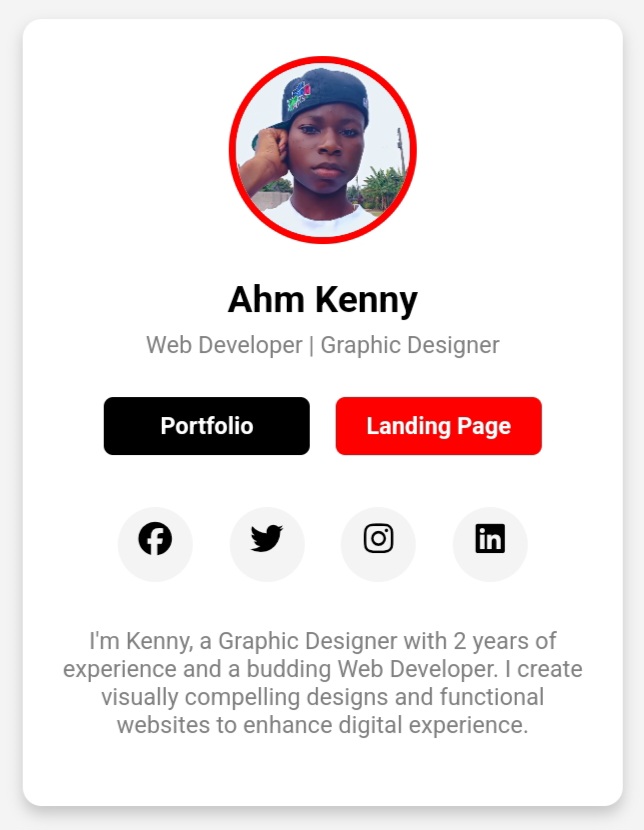 Ahm Kenny
Web Developer | Graphic Designer
Portfolio
Landing Page
I'm Kenny, a Graphic Designer with 2 years of
experience and a budding Web Developer. I create
visually compelling designs and functional
websites to enhance digital experience.